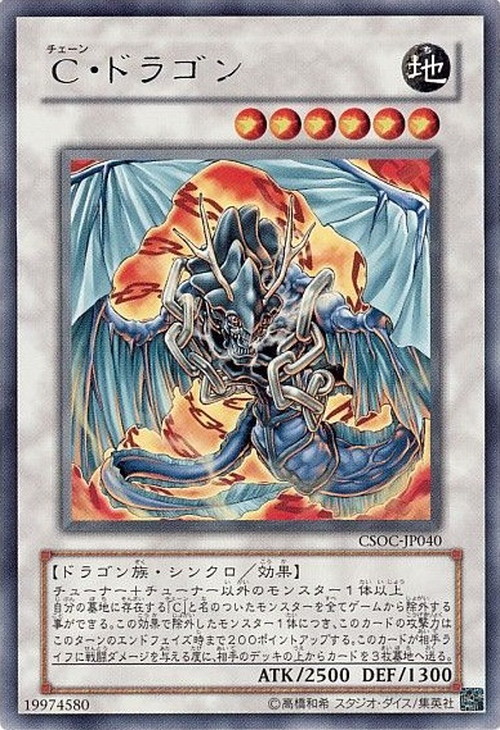 チェーン
C・ドラゴン
ち
地
CSOC-JP040
【ドラゴン族・シンクロ／効果】
チューナー＋チューナー以外のモンスター１体以上
自分の墓地に存在する「C」と名のついたモンスターを全てゲームから除外する
事ができる。この効果で除外したモンスター１体につき、このカードの攻撃力
はこのターンのエンドフェイズ時まで２００ポイントアップする。このカードが相手
ライフに戦闘ダメージを与える度に、相手のデッキの上からカードを３枚墓地へ送る。
ATK/2500 DEF/1300
19974580
©高橋和希 スタジオ・ダイス/集英社